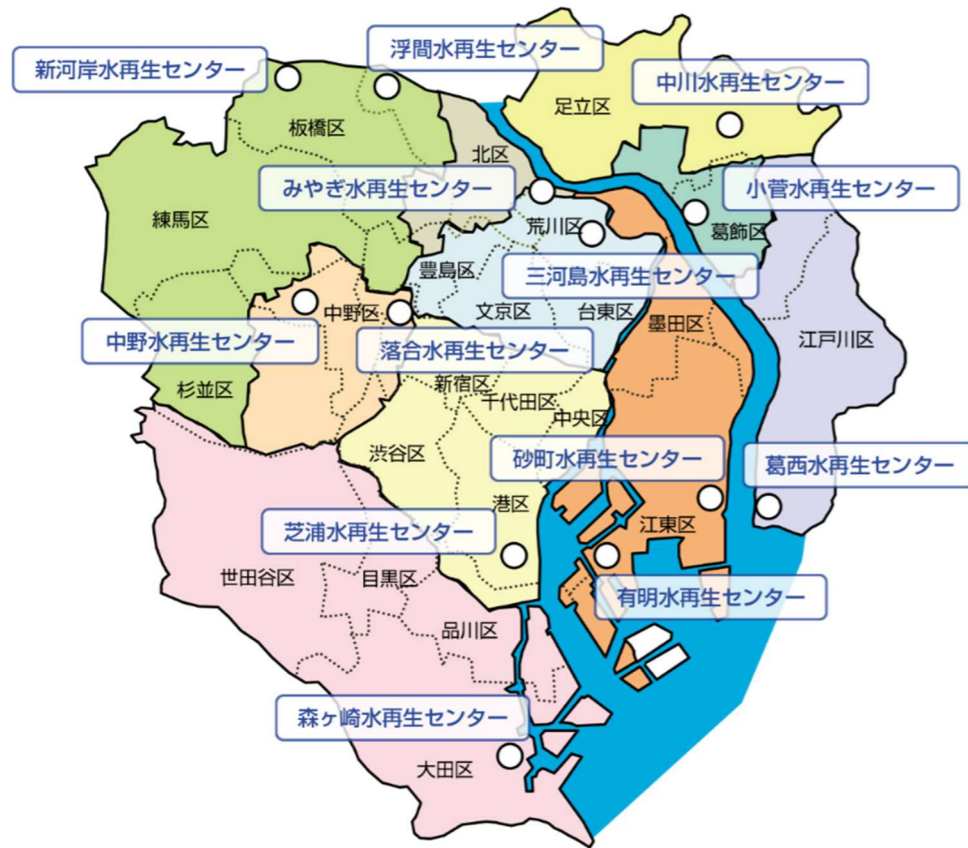 浮間水再生センター
新河岸水再生センター
中川水再生センター
足立区
板橋区
北区
みやぎ水再生センター
小菅水再生センター
練馬区
荒川区
葛飾区
豊島区
三河島水再生センター
文京区
台東区
中野区
墨田区
江戸川区
中野水再生センター
落合水再生センター
杉並区
新宿区
千代田区
中央区
渋谷区
砂町水再生センター
葛西水再生センター
港区
江東区
芝浦水再生センター
世田谷区
目黒区
有明水再生センター
品川区
森ヶ崎水再生センター
大田区